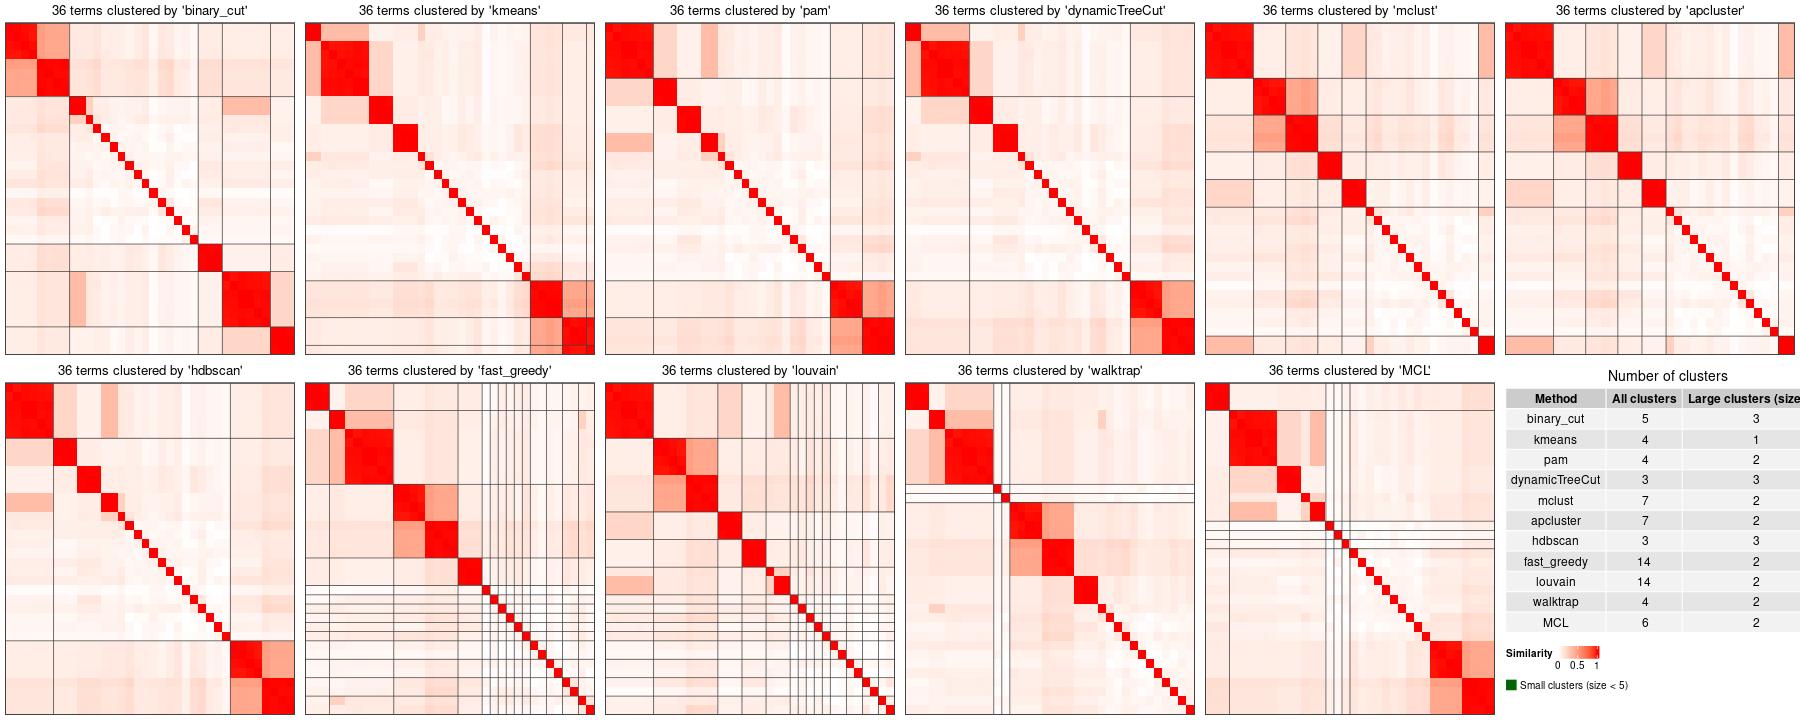 36 terms clustered by 'binary_cut'
36 terms clustered by 'kmeans'
36 terms clustered by 'pam'
36 terms clustered by 'dynamicTreeCut'
36 terms clustered by 'mclust'
36 terms clustered by 'apcluster'
36 terms clustered by 'hdbscan'
36 terms clustered by 'fast_greedy'
36 terms clustered by 'louvain'
36 terms clustered by 'walktrap'
36 terms clustered by 'MCL'
Number of clusters
Method All clusters Large clusters (size
binary_cut 5 3
kmeans 4 1
pam 4 2
dynamicTreeCut 3 3
mclust 7 2
apcluster 7 2
hdbscan 3 3
fast_greedy 14 2
louvain 14 2
walktrap 4 2
MCL 6 2
Similarity
0 0.5 1
Small clusters (size < 5)